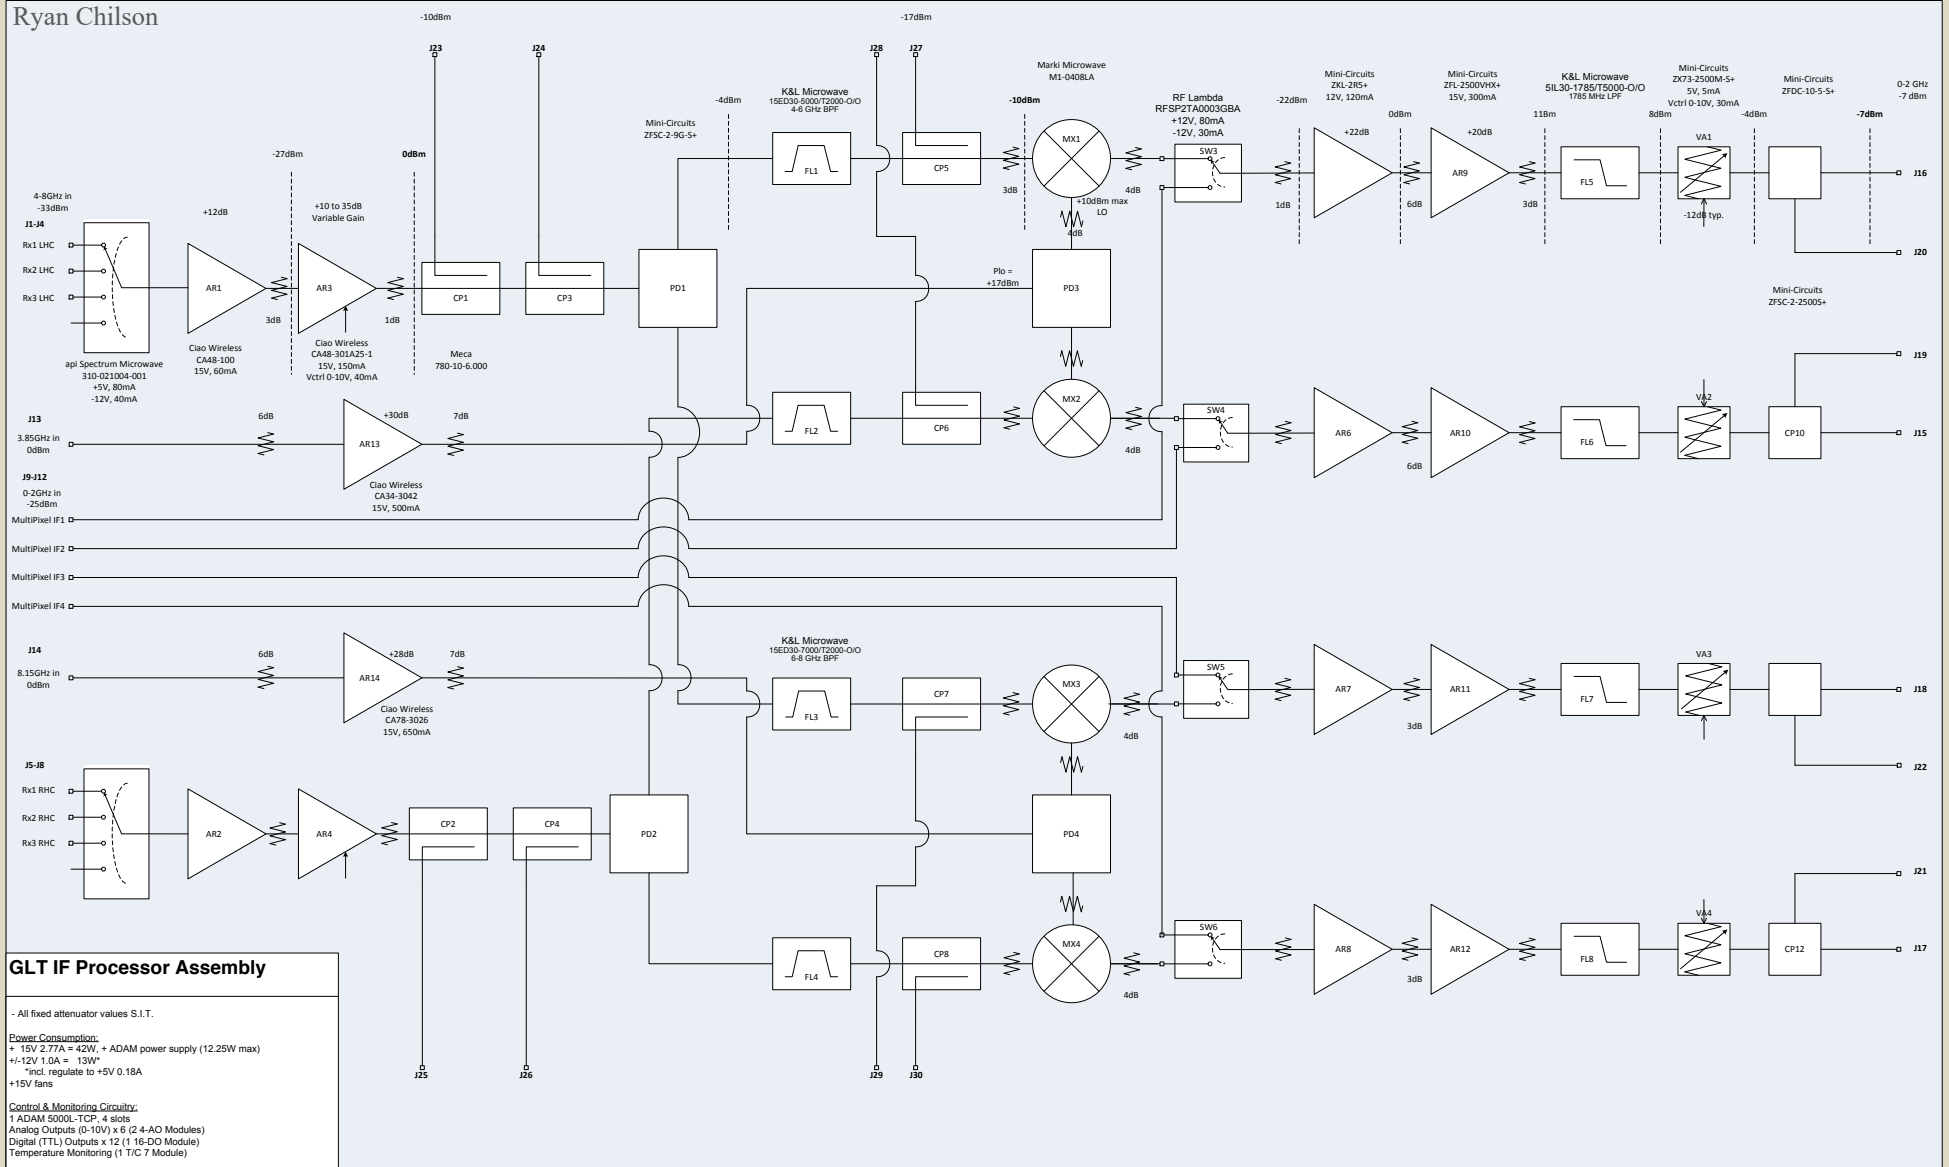 Ryan Chilson
-10dBm
-17dBm
J23
J24
J28
J27
Marki Microwave
M1-0408LA
K&L Microwave
15ED30-5000/T2000-O/O
4-6 GHz BPF
-4dBm
Mini-Circuits
ZFSC-2-9G-S+
-10dBm
RF Lambda
RFSP2TA0003GBA
+12V, 80mA
-12V, 30mA
-22dBm
Mini-Circuits
ZKL-2R5+
12V, 120mA
0dBm
Mini-Circuits
ZFL-2500VHX+
15V, 300mA
11Bm
K&L Microwave
5IL30-1785/T5000-O/O
1785 MHz LPF
8dBm
Mini-Circuits
ZX73-2500M-S+
5V, 5mA
Vctrl 0-10V, 30mA
-4dBm
Mini-Circuits
ZFDC-10-5-S+
0-2 GHz
-7 dBm
-7dBm
-27dBm
0dBm
FL1
CP5
3dB
MX1
4dB
+10dBm max
LO
4dB
SW3
1dB
+22dB
6dB
+20dB
AR9
3dB
FL5
VA1
-12dB typ.
J16
J20
4-8GHz in
-33dBm
J1-J4
Rx1 LHC
Rx2 LHC
Rx3 LHC
+12dB
+10 to 35dB
Variable Gain
AR1
3dB
AR3
1dB
CP1
CP3
PD1
Plo =
+17dBm
PD3
Mini-Circuits
ZFSC-2-2500S+
api Spectrum Microwave
310-021004-001
+5V, 80mA
-12V, 40mA
Ciao Wireless
CA48-100
15V, 60mA
Ciao Wireless
CA48-301A25-1
15V, 150mA
Vctrl 0-10V, 40mA
Meca
780-10-6.000
J19
J13
3.85GHz in
0dBm
6dB
+30dB
AR13
7dB
Ciao Wireless
CA34-3042
15V, 500mA
FL2
CP6
MX2
4dB
SW4
AR6
6dB
AR10
FL6
VA2
CP10
J15
J9-J12
0-2GHz in
-25dBm
MultiPixel IF1
MultiPixel IF2
MultiPixel IF3
MultiPixel IF4
J14
8.15GHz in
0dBm
6dB
+28dB
AR14
7dB
Ciao Wireless
CA78-3026
15V, 650mA
K&L Microwave
15ED30-7000/T2000-O/O
6-8 GHz BPF
FL3
CP7
MX3
4dB
SW5
AR7
3dB
AR11
FL7
VA3
J18
J22
J5-J8
Rx1 RHC
Rx2 RHC
Rx3 RHC
AR2
AR4
CP2
CP4
PD2
PD4
J21
FL4
CP8
MX4
4dB
SW6
AR8
3dB
AR12
FL8
VA4
CP12
J17
J25
J26
J29
J30
GLT IF Processor Assembly
- All fixed attenuator values S.I.T.
Power Consumption:
+ 15V 2.77A = 42W, + ADAM power supply (12.25W max)
+/-12V 1.0A = 13W*
*incl. regulate to +5V 0.18A
+15V fans
Control & Monitoring Circuitry:
1 ADAM 5000L-TCP, 4 slots
Analog Outputs (0-10V) x 6 (2 4-AO Modules)
Digital (TTL) Outputs x 12 (1 16-DO Module)
Temperature Monitoring (1 T/C 7 Module)